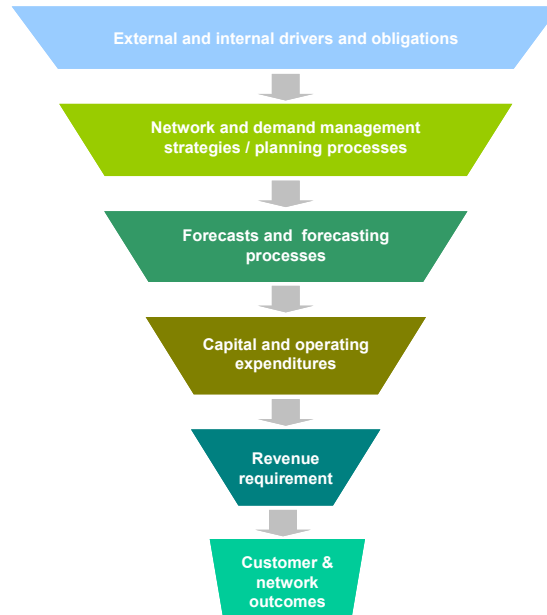 External and internal drivers and obligations
Network and demand management
strategies / planning processes
Forecasts and  forecasting
processes
Capital and operating
expenditures
Revenue
requirement
Customer &
network
outcomes